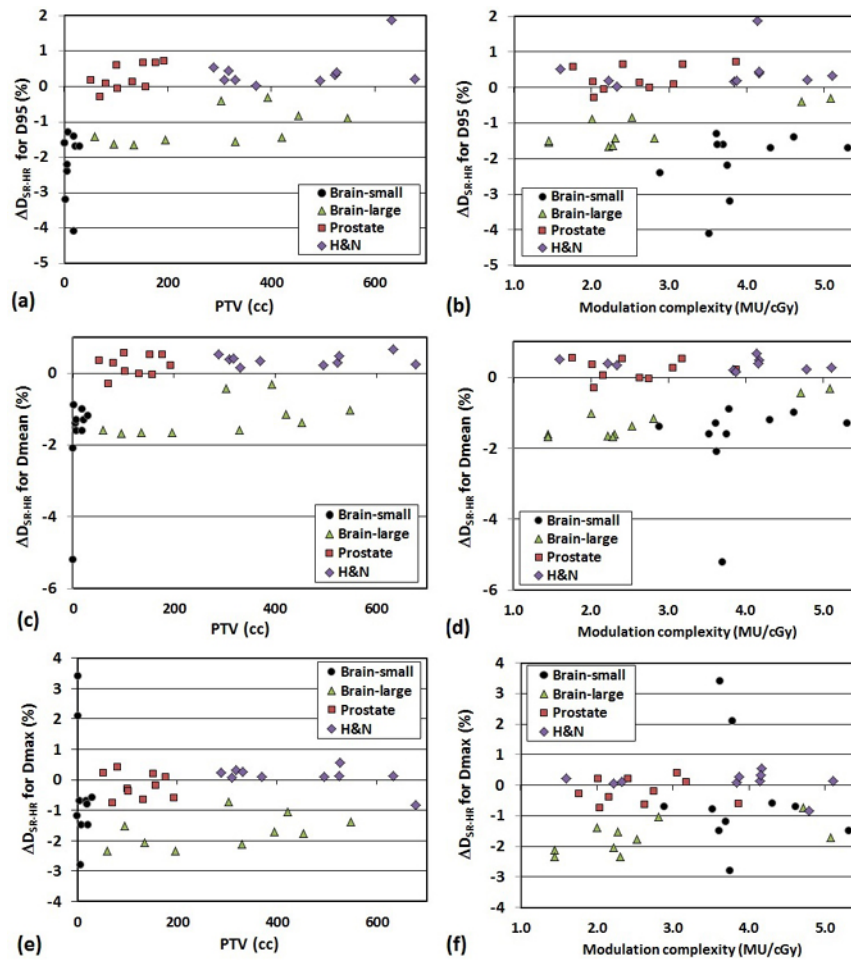 ΔD_SR-HR for D95 (%)
2
1
0
-1
-2
-3
-4
-5
Brain-small
Brain-large
Prostate
H&N
0
200
400
600
PTV (cc)
(a)
ΔD_SR-HR for D95 (%)
2
1
0
-1
-2
-3
-4
-5
Brain-small
Brain-large
Prostate
H&N
1.0
2.0
3.0
4.0
5.0
Modulation complexity (MU/cGy)
(b)
ΔD_SR-HR for Dmean (%)
0
-2
-4
-6
Brain-small
Brain-large
Prostate
H&N
0
200
400
600
PTV (cc)
(c)
ΔD_SR-HR for Dmean (%)
0
-2
-4
-6
Brain-small
Brain-large
Prostate
H&N
1.0
2.0
3.0
4.0
5.0
Modulation complexity (MU/cGy)
(d)
ΔD_SR-HR for Dmax (%)
4
3
2
1
0
-1
-2
-3
-4
Brain-small
Brain-large
Prostate
H&N
0
200
400
600
PTV (cc)
(e)
ΔD_SR-HR for Dmax (%)
4
3
2
1
0
-1
-2
-3
-4
Brain-small
Brain-large
Prostate
H&N
1.0
2.0
3.0
4.0
5.0
Modulation complexity (MU/cGy)
(f)